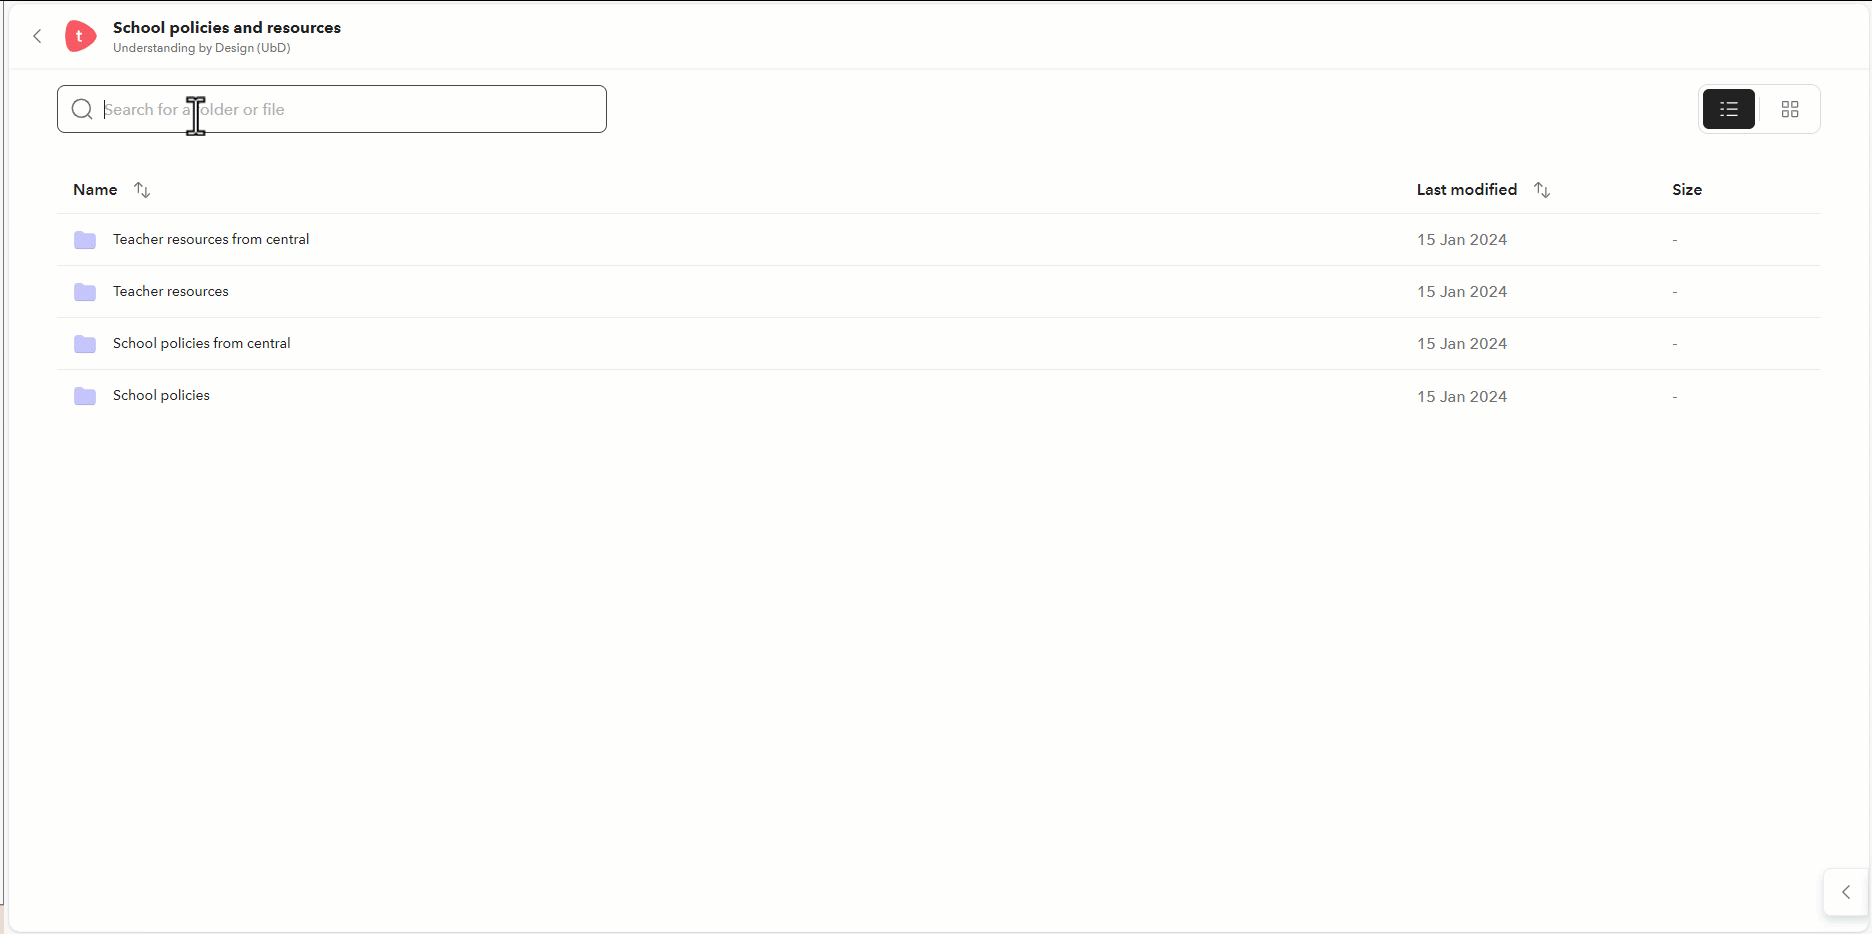 t
School policies and resources
Understanding by Design (UbD)
Search for a folder or file
Name
Last modified
Size
Teacher resources from central
15 Jan 2024
-
Teacher resources
15 Jan 2024
-
School policies from central
15 Jan 2024
-
School policies
15 Jan 2024
-